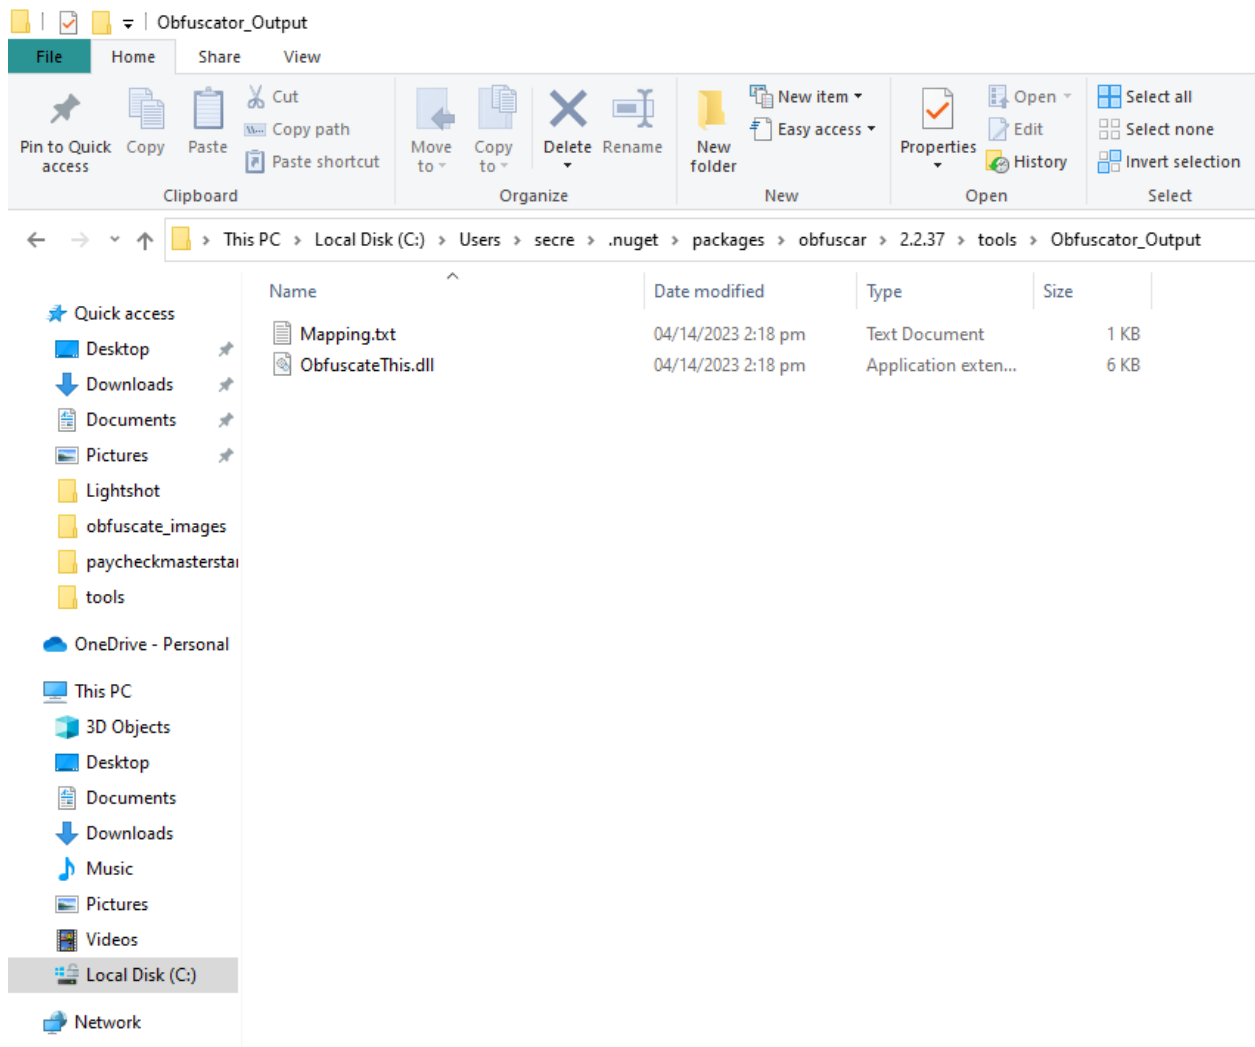 Obfuscator_Output
File Home Share View
Pin to Quick access
Copy
Paste
Cut
Copy path
Paste shortcut
Clipboard
Move to
Copy to
Delete
Rename
Organize
New folder
New item
Easy access
New
Properties
Open
Edit
History
Open
Select all
Select none
Invert selection
Select
This PC > Local Disk (C:) > Users > secre > .nuget > packages > obfuscar > 2.2.37 > tools > Obfuscator_Output
Name Date modified Type Size
Mapping.txt 04/14/2023 2:18 pm Text Document 1 KB
ObfuscateThis.dll 04/14/2023 2:18 pm Application exten... 6 KB
Quick access
Desktop
Downloads
Documents
Pictures
Lightshot
obfuscate_images
paycheckmastersta
tools
OneDrive - Personal
This PC
3D Objects
Desktop
Documents
Downloads
Music
Pictures
Videos
Local Disk (C:)
Network